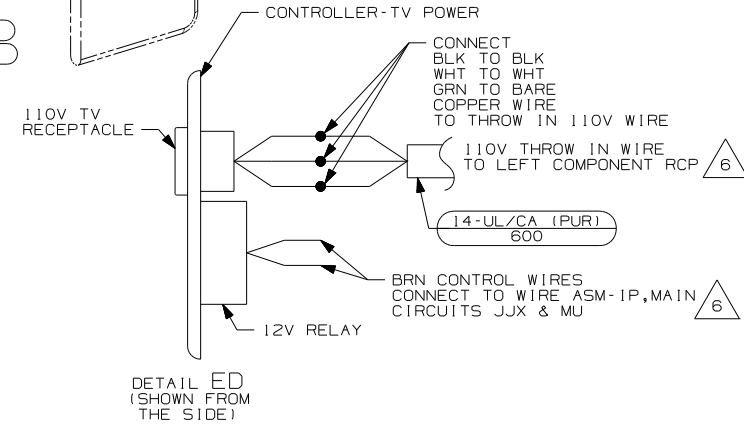 CONTROLLER-TV POWER
CONNECT
BLK TO BLK
WHT TO WHT
GRN TO BARE
COPPER WIRE
TO THROW IN 110V WIRE
110V TV
RECEPTACLE
110V THROW IN WIRE
TO LEFT COMPONENT RCP
6
14-UL/CA (PUR)
600
BRN CONTROL WIRES
CONNECT TO WIRE ASM-IP,MAIN
CIRCUITS JJX & MU
6
12V RELAY
DETAIL ED
(SHOWN FROM
THE SIDE)